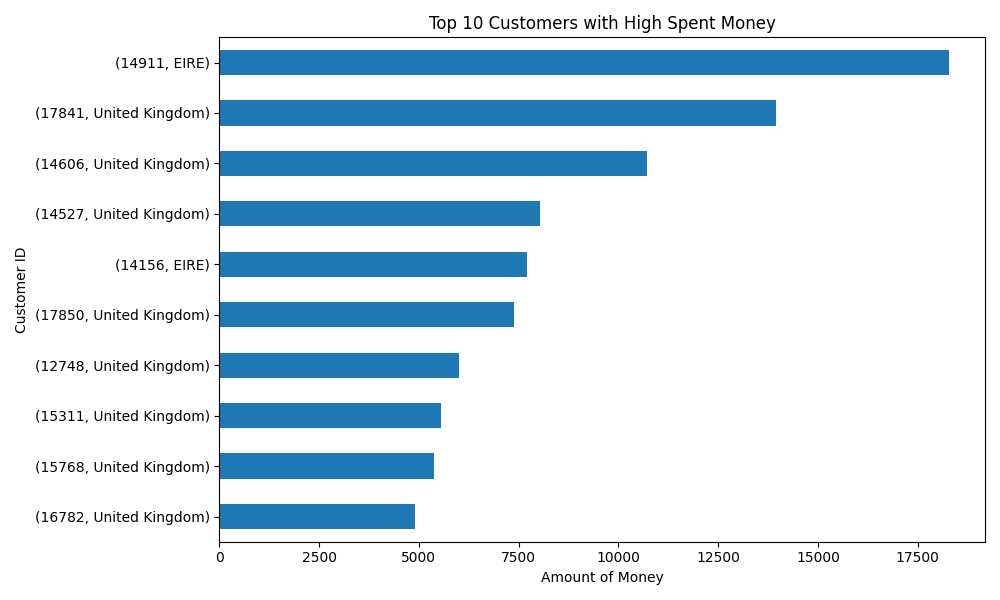 Top 10 Customers with High Spent Money
Customer ID
(14911, EIRE)
(17841, United Kingdom)
(14606, United Kingdom)
(14527, United Kingdom)
(14156, EIRE)
(17850, United Kingdom)
(12748, United Kingdom)
(15311, United Kingdom)
(15768, United Kingdom)
(16782, United Kingdom)
0 2500 5000 7500 10000 12500 15000 17500
Amount of Money